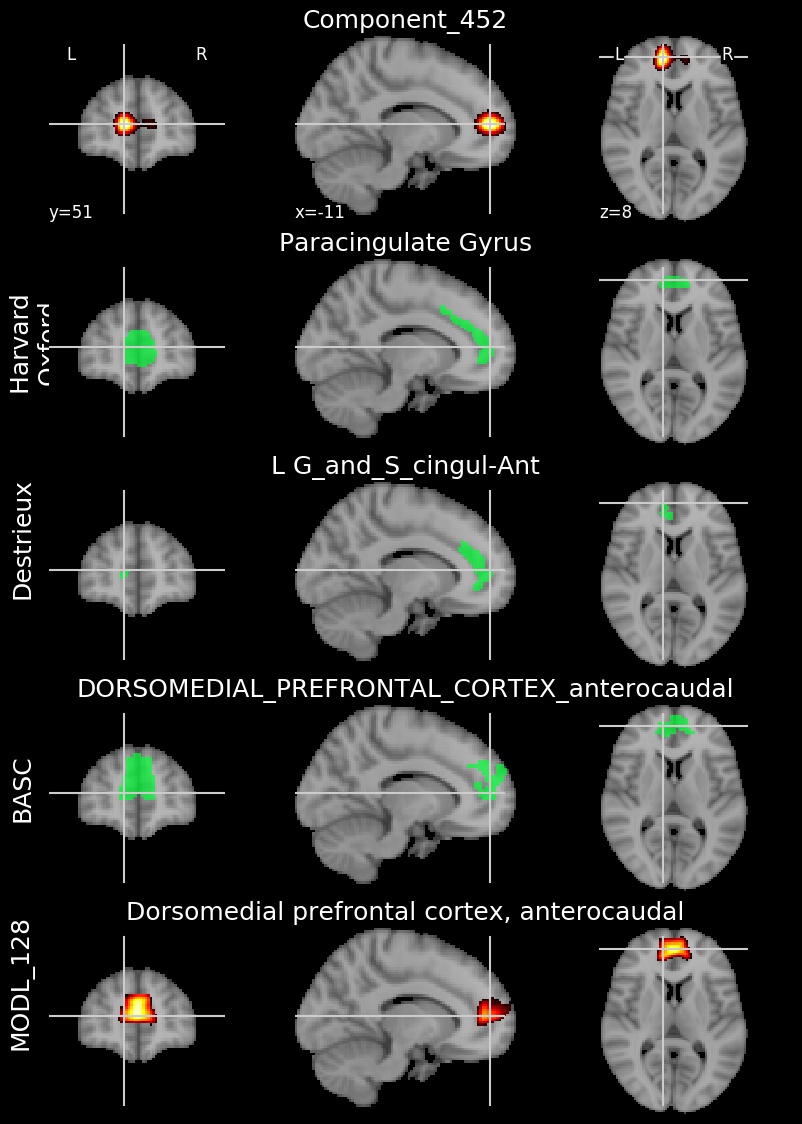 Component_452
L R L R
y=51 x=-11 z=8
Paracingulate Gyrus
Harvard
L G_and_S_cingul-Ant
Destrieux
DORSOMEDIAL_PREFRONTAL_CORTEX_anterocaudal
BASC
Dorsomedial prefrontal cortex, anterocaudal
MODL_128